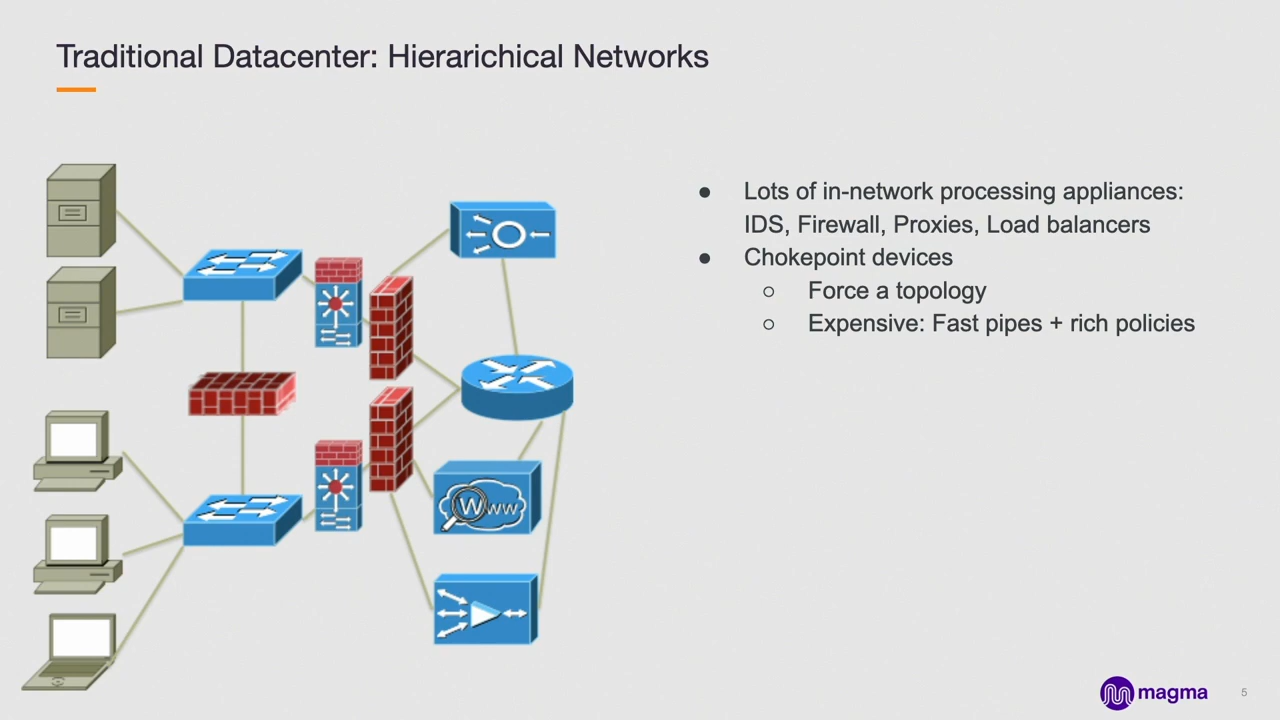 Traditional Datacenter: Hierarichical Networks
● Lots of in-network processing appliances:
IDS, Firewall, Proxies, Load balancers
● Chokepoint devices
○ Force a topology
○ Expensive: Fast pipes + rich policies
Www
magma
5